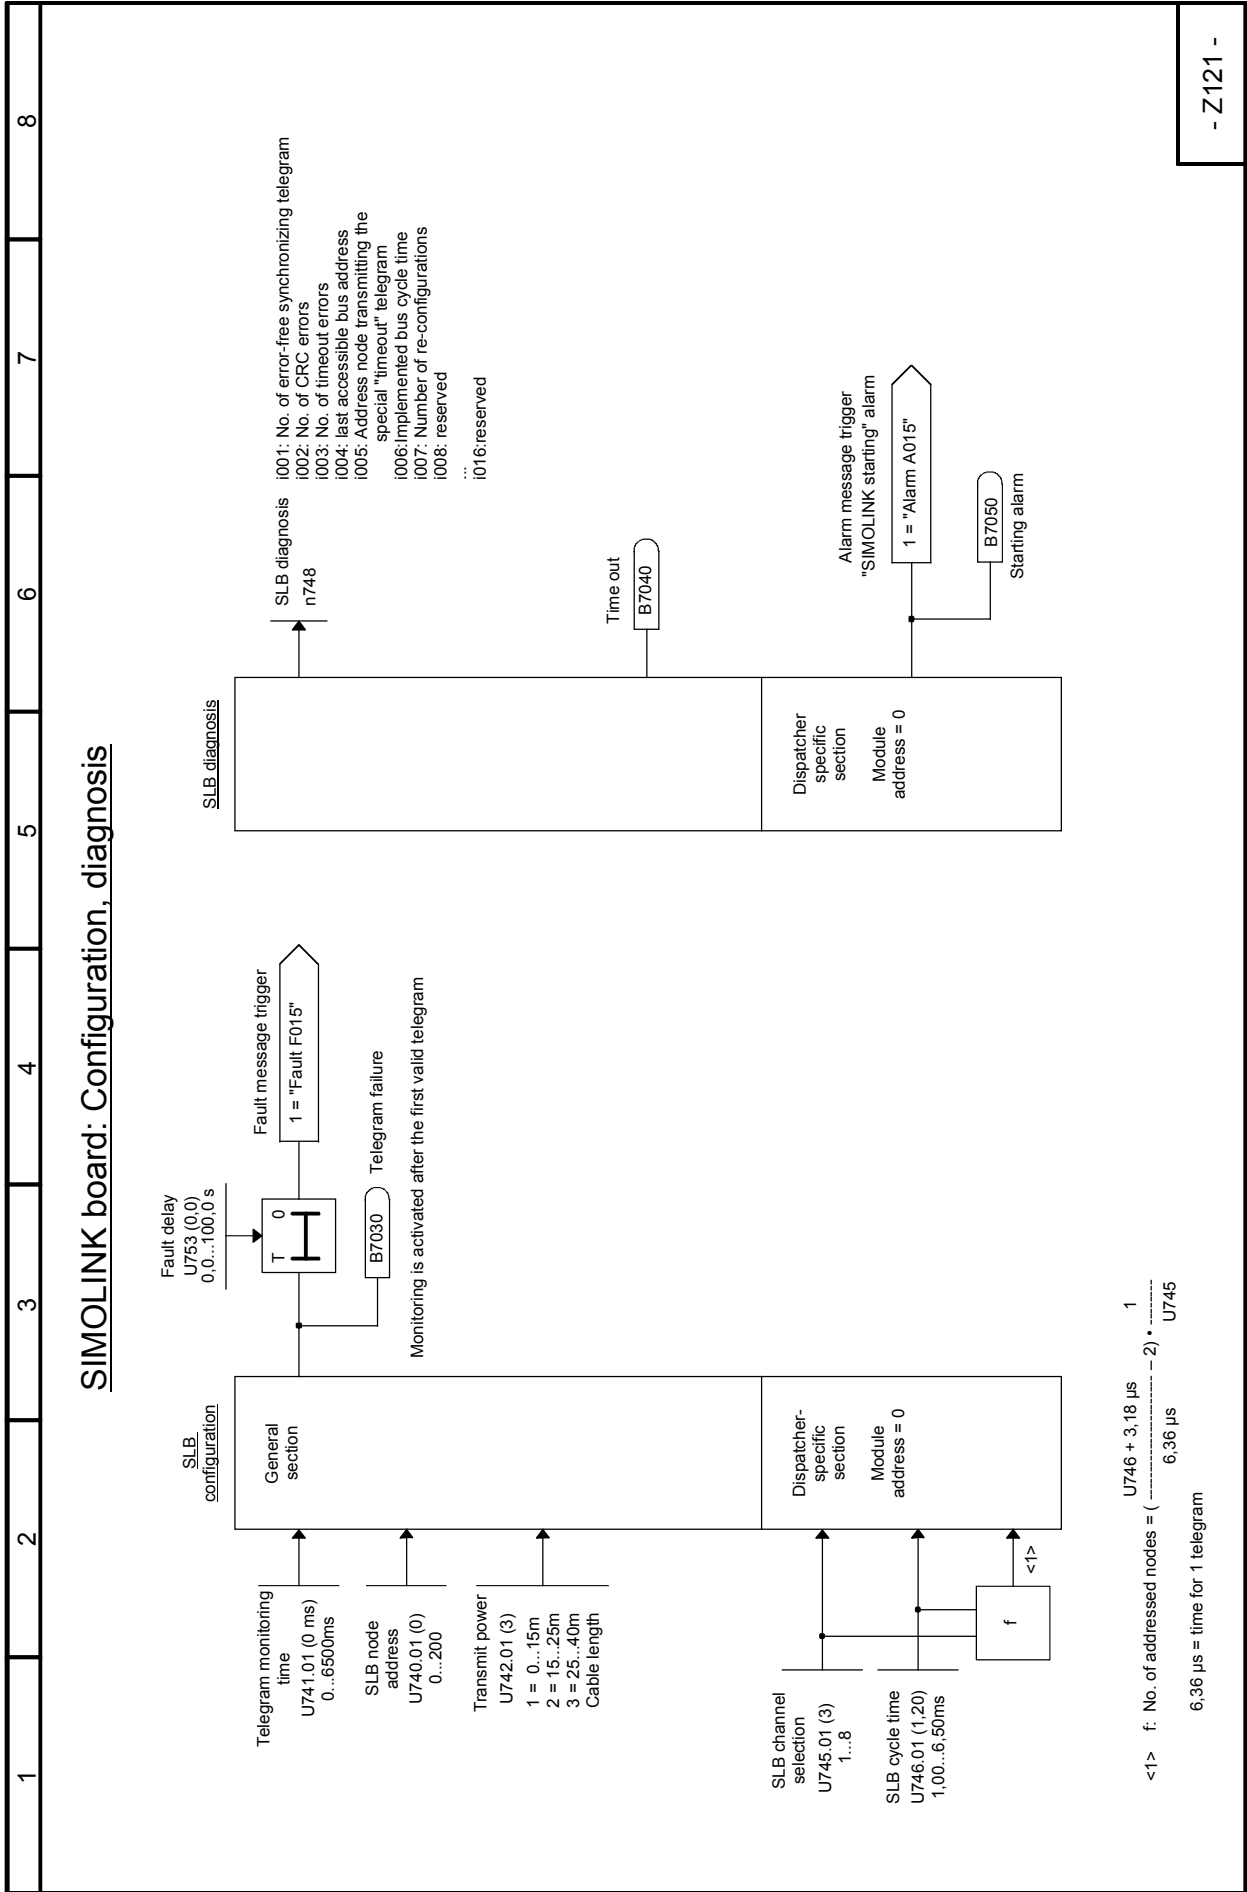 1 2 3 4 5 6 7 8
SIMOLINK board: Configuration, diagnosis
SLB
configuration
General
section
Telegram monitoring
time
U741.01 (0 ms)
0...6500ms
SLB node
address
U740.01 (0)
0...200
Transmit power
U742.01 (3)
1 = 0...15m
2 = 15...25m
3 = 25...40m
Cable length
Dispatcher-
specific
section
Module
address = 0
SLB channel
selection
U745.01 (3)
1...8
SLB cycle time
U746.01 (1,20)
1,00...6,50ms
f
<1>
Fault delay
U753 (0,0)
0,0...100,0 s
T 0
Fault message trigger
1 = "Fault F015"
B7030 Telegram failure
Monitoring is activated after the first valid telegram
SLB diagnosis
SLB diagnosis
n748
i001: No. of error-free synchronizing telegram
i002: No. of CRC errors
i003: No. of timeout errors
i004: last accessible bus address
i005: Address node transmitting the
special "timeout" telegram
i006:Implemented bus cycle time
i007: Number of re-configurations
i008: reserved
...
i016:reserved
Time out
B7040
Dispatcher
specific
section
Module
address = 0
Alarm message trigger
"SIMOLINK starting" alarm
1 = "Alarm A015"
B7050
Starting alarm
U746 + 3,18 µs 1
<1> f: No. of addressed nodes = ( ---------------------- – 2) • --------
6,36 µs U745
6,36 µs = time for 1 telegram
- Z121 -